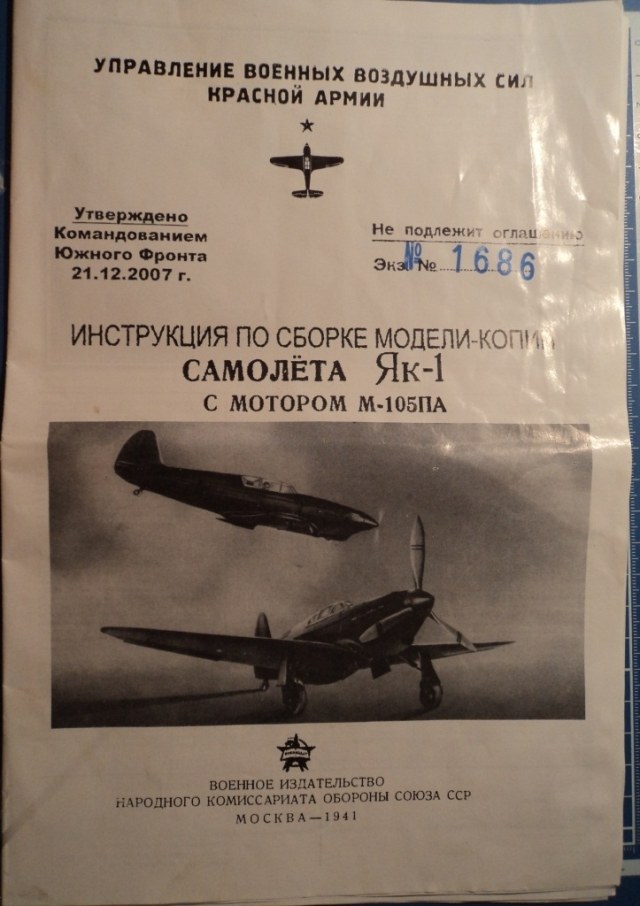 УПРАВЛЕНИЕ ВОЕННЫХ ВОЗДУШНЫХ СИЛ
КРАСНОЙ АРМИИ
Утверждено
Командованием
Южного Фронта
21.12.2007 г.
Не подлежит оглашению
Экз. № № 1686
ИНСТРУКЦИЯ ПО СБОРКЕ МОДЕЛИ-КОПИИ
САМОЛЁТА Як-1
С МОТОРОМ М-105ПА
ВОЕННОЕ ИЗДАТЕЛЬСТВО
НАРОДНОГО КОМИССАРИАТА ОБОРОНЫ СОЮЗА ССР
МОСКВА—1941